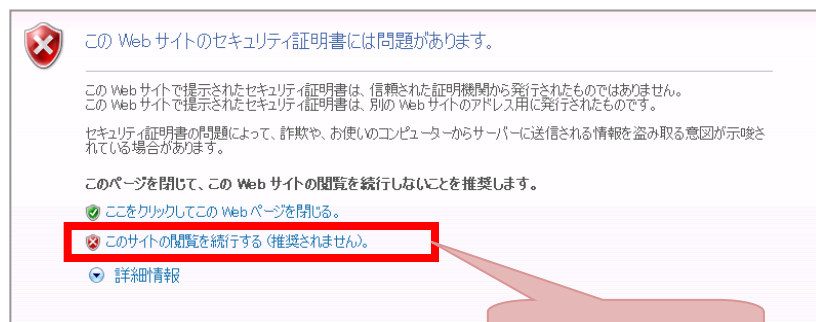 この Web サイトのセキュリティ証明書には問題があります。
この Web サイトで提示されたセキュリティ証明書は、信頼された証明機関から発行されたものではありません。
この Web サイトで提示されたセキュリティ証明書は、別の Web サイトのアドレス用に発行されたものです。
セキュリティ証明書の問題によって、詐欺や、お使いのコンピューターからサーバーに送信される情報を盗み取る意図が示唆さ
れている場合があります。
このページを閉じて、この Web サイトの閲覧を続行しないことを推奨します。
ここをクリックしてこの Web ページを閉じる。
このサイトの閲覧を続行する (推奨されません)。
詳細情報